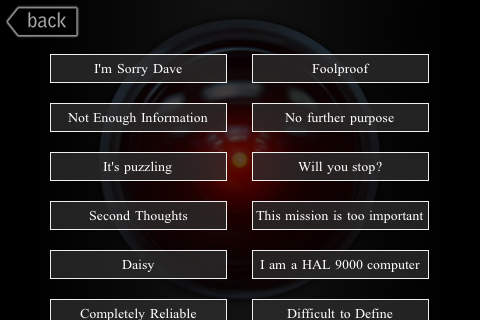 back
I'm Sorry Dave
Foolproof
Not Enough Information
No further purpose
It's puzzling
Will you stop?
Second Thoughts
This mission is too important
Daisy
I am a HAL 9000 computer
Completely Reliable
Difficult to Define